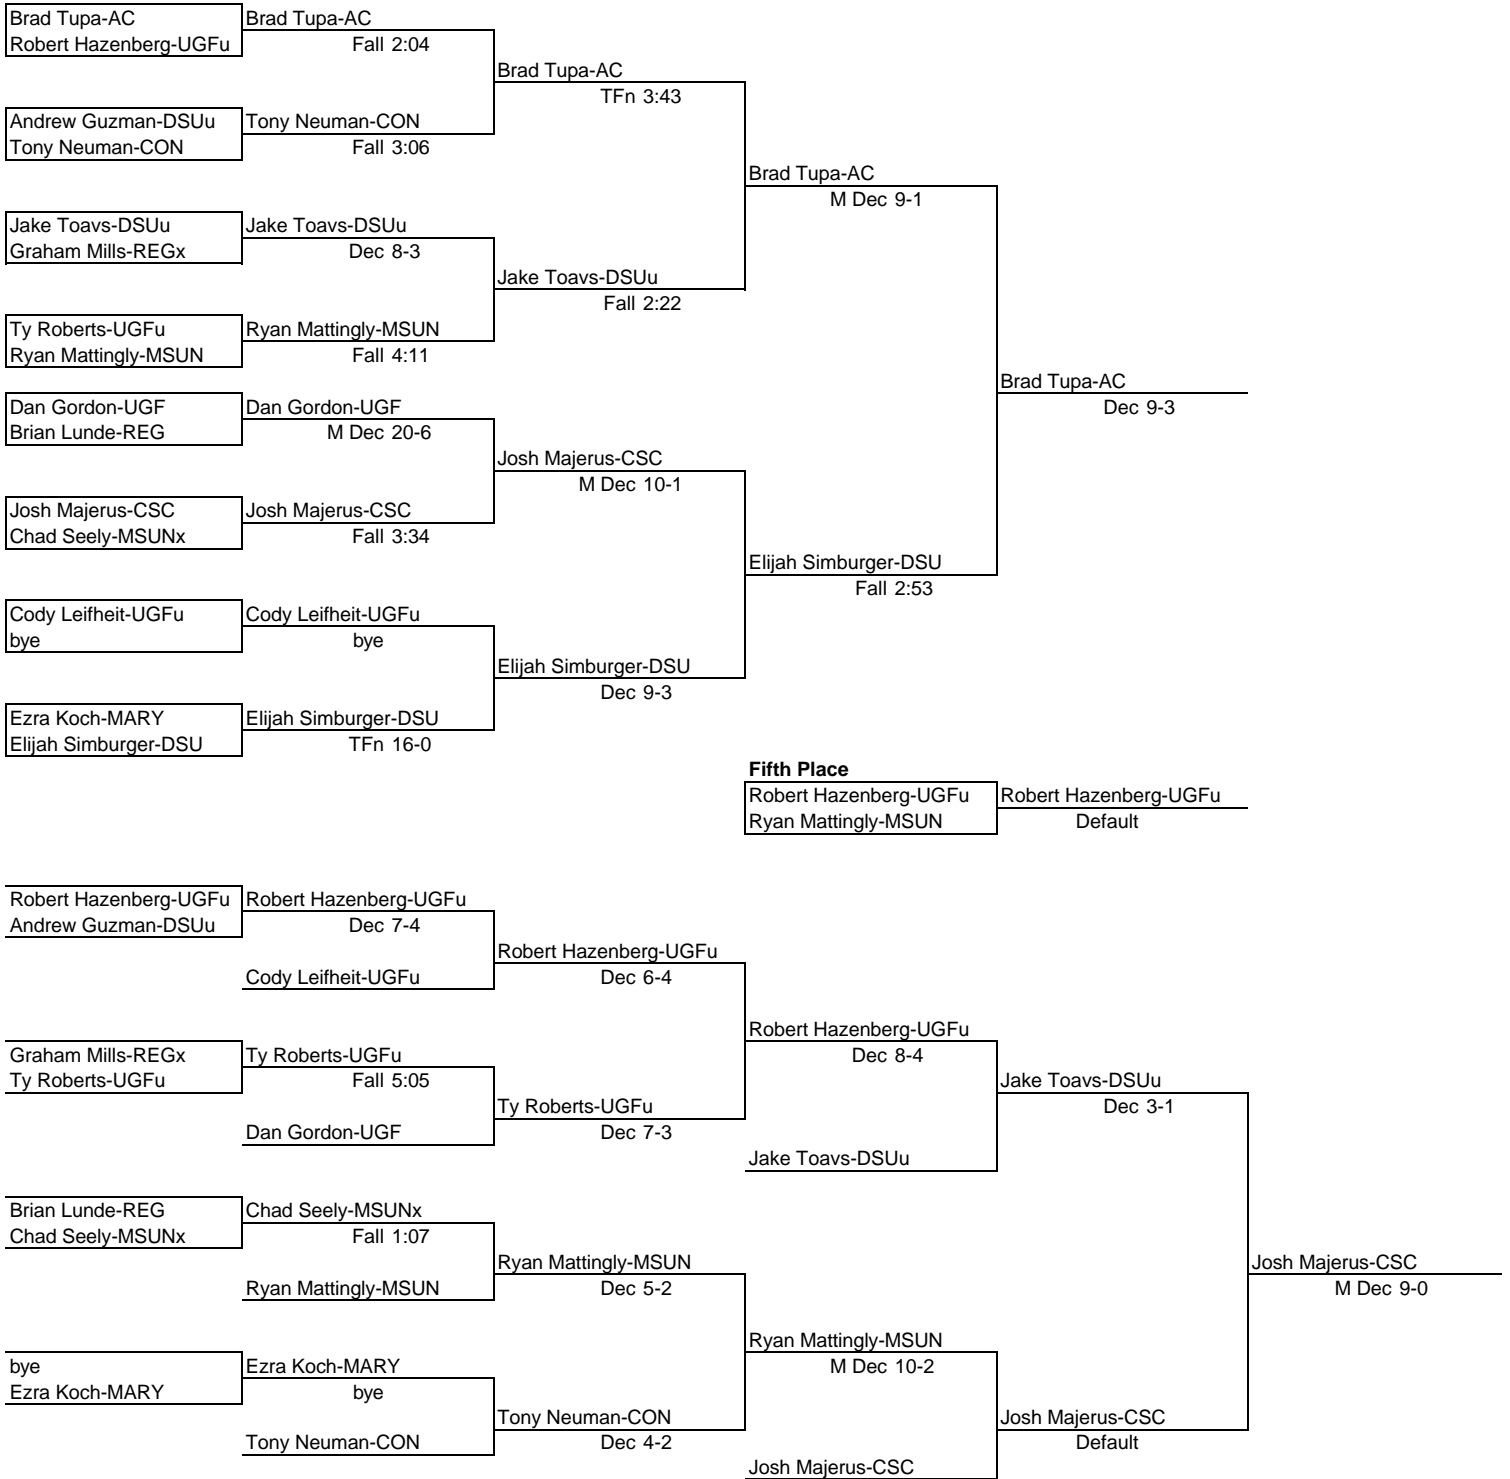 Brad Tupa-AC Brad Tupa-AC
Robert Hazenberg-UGFu Fall 2:04
Brad Tupa-AC
TFn 3:43
Andrew Guzman-DSUu Tony Neuman-CON
Tony Neuman-CON Fall 3:06
Brad Tupa-AC
M Dec 9-1
Jake Toavs-DSUu Jake Toavs-DSUu
Graham Mills-REGx Dec 8-3
Jake Toavs-DSUu
Fall 2:22
Ty Roberts-UGFu Ryan Mattingly-MSUN
Ryan Mattingly-MSUN Fall 4:11
Brad Tupa-AC
Dan Gordon-UGF Dan Gordon-UGF Dec 9-3
Brian Lunde-REG M Dec 20-6
Josh Majerus-CSC
M Dec 10-1
Josh Majerus-CSC Josh Majerus-CSC
Chad Seely-MSUNx Fall 3:34
Elijah Simburger-DSU
Fall 2:53
Cody Leifheit-UGFu Cody Leifheit-UGFu
bye bye
Elijah Simburger-DSU
Dec 9-3
Ezra Koch-MARY Elijah Simburger-DSU
Elijah Simburger-DSU TFn 16-0
Fifth Place
Robert Hazenberg-UGFu Robert Hazenberg-UGFu
Ryan Mattingly-MSUN Default
Robert Hazenberg-UGFu Robert Hazenberg-UGFu
Andrew Guzman-DSUu Dec 7-4
Robert Hazenberg-UGFu
Cody Leifheit-UGFu Dec 6-4
Robert Hazenberg-UGFu
Graham Mills-REGx Ty Roberts-UGFu Dec 8-4
Ty Roberts-UGFu Fall 5:05 Jake Toavs-DSUu
Ty Roberts-UGFu Dec 3-1
Dan Gordon-UGF Dec 7-3
Jake Toavs-DSUu
Brian Lunde-REG Chad Seely-MSUNx
Chad Seely-MSUNx Fall 1:07
Ryan Mattingly-MSUN Josh Majerus-CSC
Ryan Mattingly-MSUN Dec 5-2 M Dec 9-0
Ryan Mattingly-MSUN
bye Ezra Koch-MARY M Dec 10-2
Ezra Koch-MARY bye
Tony Neuman-CON Josh Majerus-CSC
Tony Neuman-CON Dec 4-2 Default
Josh Majerus-CSC